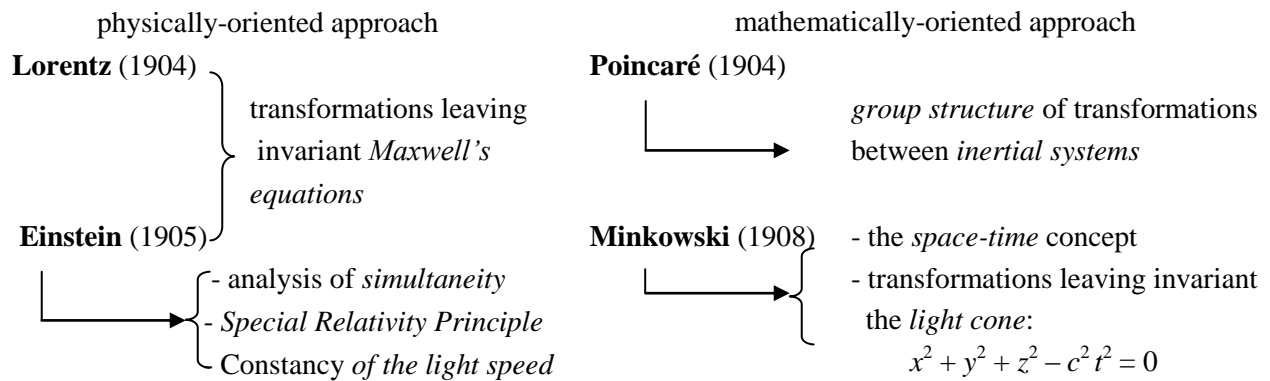 physically-oriented approach
Lorentz (1904)
transformations leaving
invariant Maxwell’s
equations
Einstein (1905)
- analysis of simultaneity
- Special Relativity Principle
- Constancy of the light speed
mathematically-oriented approach
Poincaré (1904)
group structure of transformations
between inertial systems
Minkowski (1908)
- the space-time concept
- transformations leaving invariant
the light cone:
x² + y² + z² – c² t² = 0